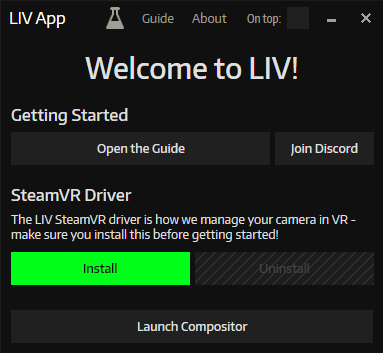 LIV App Guide About On top:
Welcome to LIV!
Getting Started
Open the Guide Join Discord
SteamVR Driver
The LIV SteamVR driver is how we manage your camera in VR -
make sure you install this before getting started!
Install Uninstall
Launch Compositor